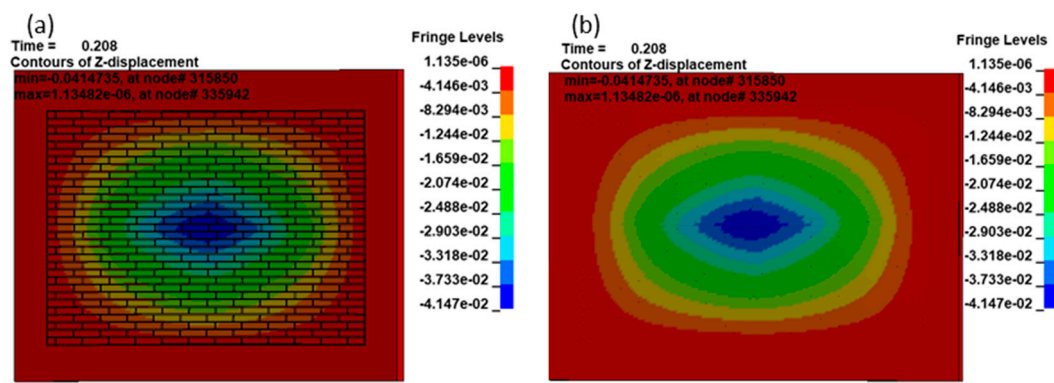 (a)
Time = 0.208
Contours of Z-displacement
min=-0.0414735, at node# 315850
max=1.13482e-06, at node# 335942
Fringe Levels
1.135e-06
-4.146e-03
-8.294e-03
-1.244e-02
-1.659e-02
-2.074e-02
-2.488e-02
-2.903e-02
-3.318e-02
-3.733e-02
-4.147e-02
(b)
Time = 0.208
Contours of Z-displacement
min=-0.0414735, at node# 315850
max=1.13482e-06, at node# 335942
Fringe Levels
1.135e-06
-4.146e-03
-8.294e-03
-1.244e-02
-1.659e-02
-2.074e-02
-2.488e-02
-2.903e-02
-3.318e-02
-3.733e-02
-4.147e-02